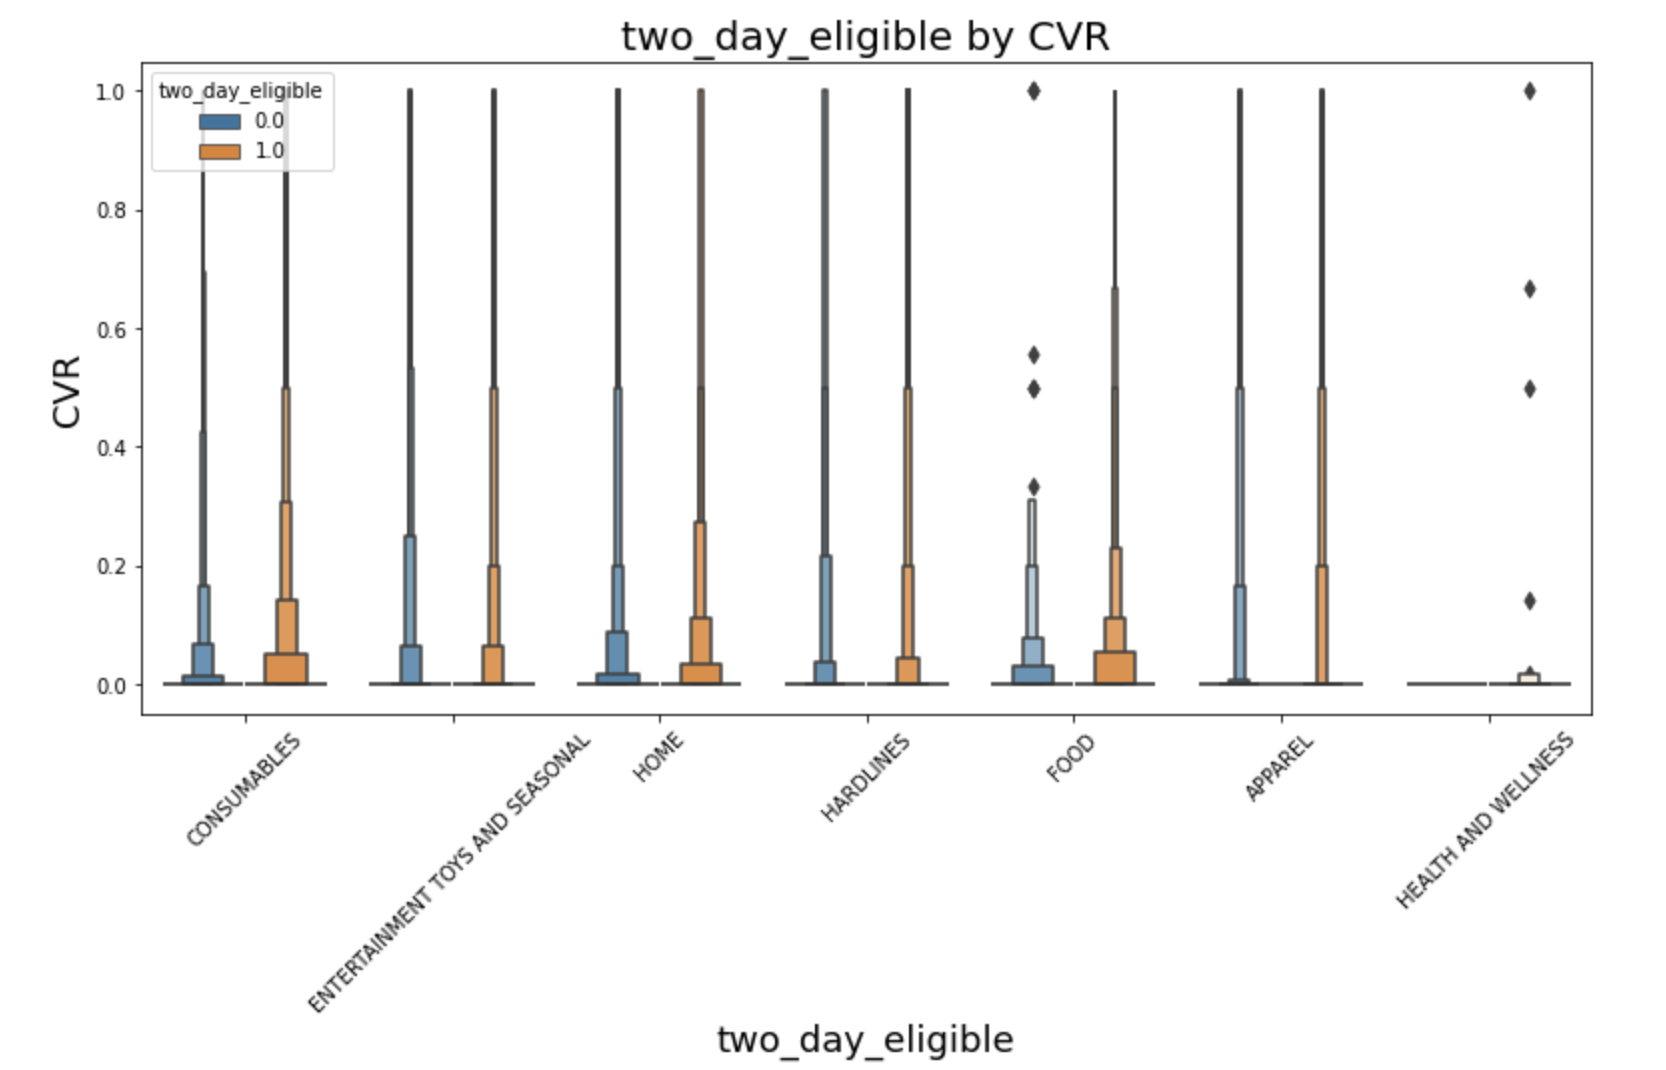 two_day_eligible by CVR
two_day_eligible
0.0
1.0
1.0
0.8
0.6
0.4
0.2
0.0
CVR
CONSUMABLES
ENTERTAINMENT TOYS AND SEASONAL
HOME
HARDLINES
FOOD
APPAREL
HEALTH AND WELLNESS
two_day_eligible